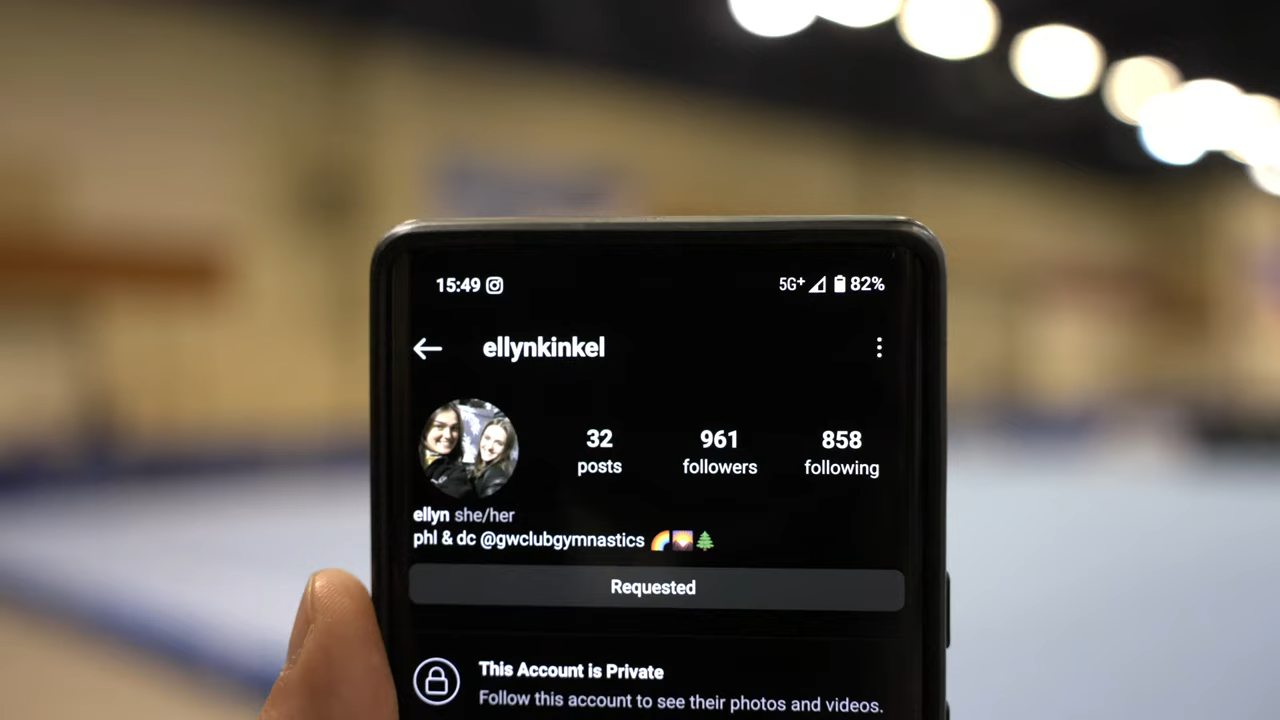 15:49 5G+ 82%
ellynkinkel
32 961 858
posts followers following
ellyn she/her
phl & dc @gwclubgymnastics 🌈🌄🌲
Requested
This Account is Private
Follow this account to see their photos and videos.